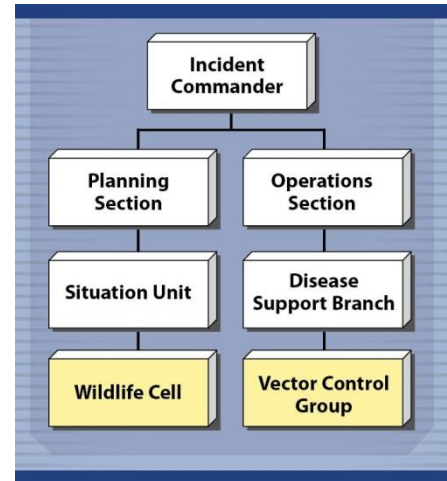 Incident
Commander
Planning
Section
Operations
Section
Situation Unit
Disease
Support Branch
Wildlife Cell
Vector Control
Group